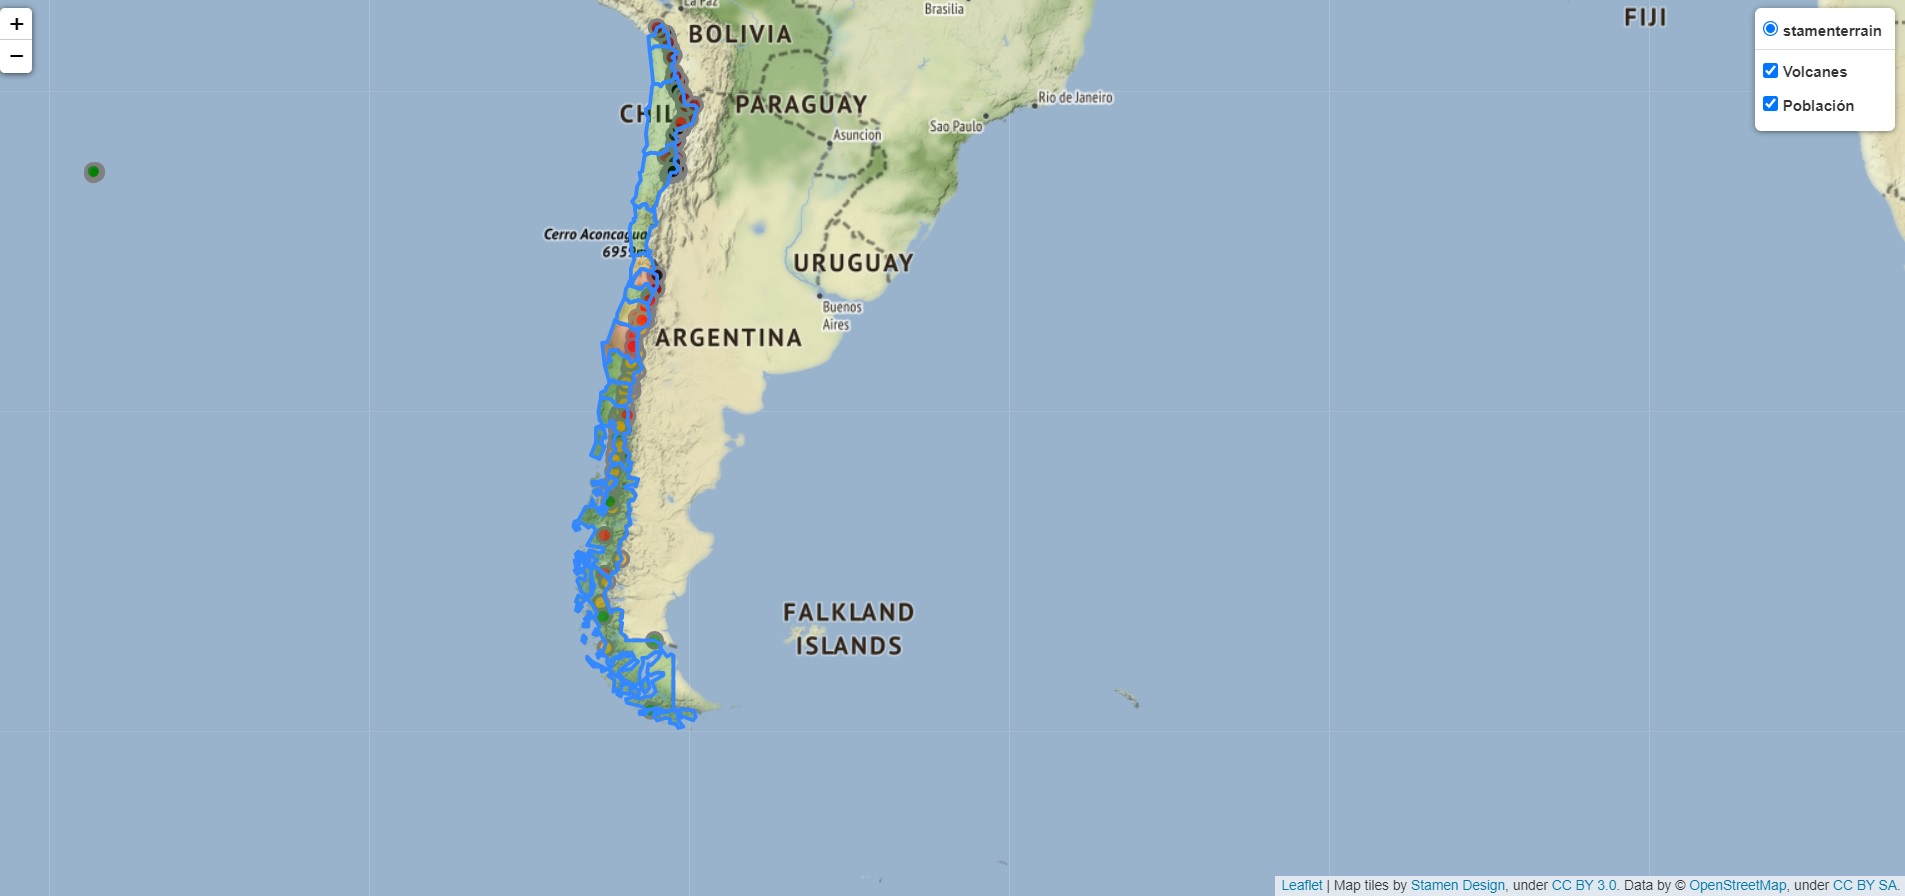 +
−
La Paz
BOLIVIA
Brasilia
FIJI
stamenterrain
Volcanes
Población
CHIL
PARAGUAY
Rio de Janeiro
Sao Paulo
Asuncion
Cerro Aconcagua
6959m
URUGUAY
Buenos
Aires
ARGENTINA
FALKLAND
ISLANDS
Leaflet | Map tiles by Stamen Design, under CC BY 3.0. Data by © OpenStreetMap, under CC BY SA.